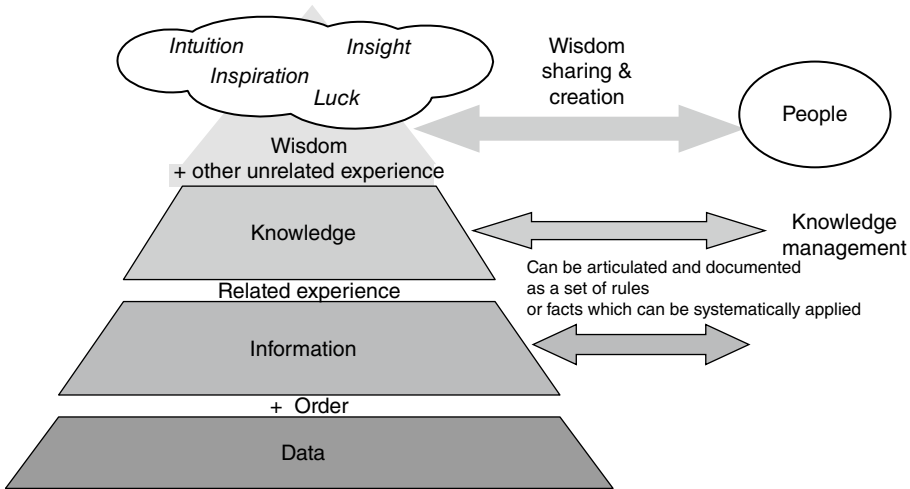 Intuition
Insight
Inspiration
Luck
Wisdom
sharing &
creation
People
Wisdom
+ other unrelated experience
Knowledge
Knowledge
management
Can be articulated and documented
as a set of rules
or facts which can be systematically applied
Related experience
Information
+ Order
Data